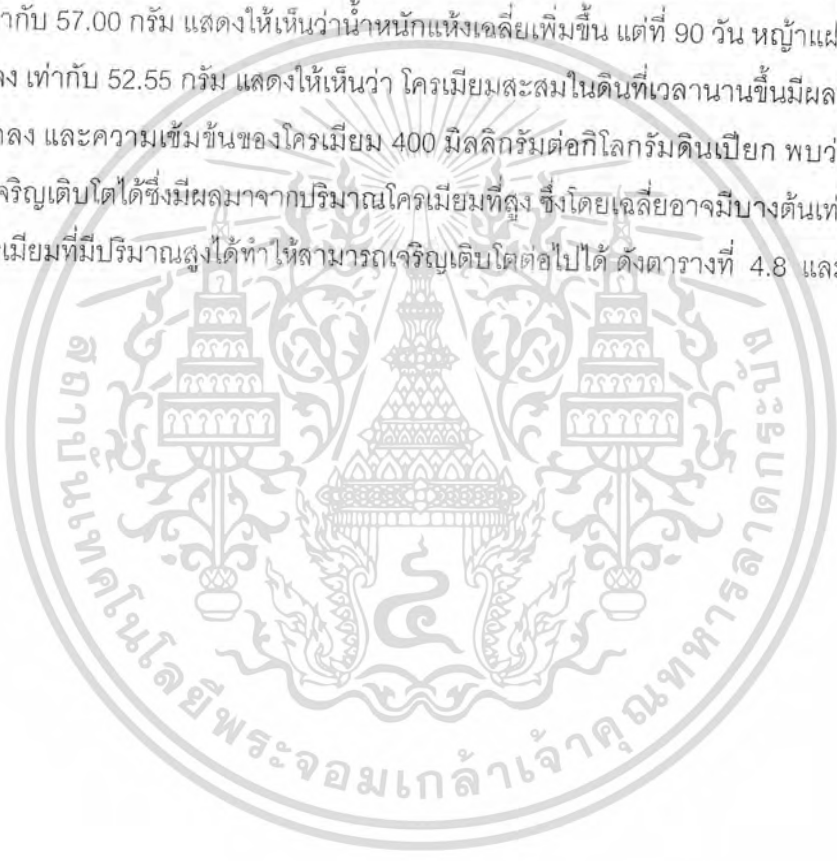 ากับ 57.00 กรัม แสดงให้เห็นว่าน้ำหนักแห้งเฉลี่ยเพิ่มขึ้น แต่ที่ 90 วัน หญ้าแฝ
ง เท่ากับ 52.55 กรัม แสดงให้เห็นว่า โครเมียมสะสมในดินที่เวลานานขึ้นมีผล
ลง และความเข้มข้นของโครเมียม 400 มิลลิกรัมต่อกิโลกรัมดินเปียก พบว
จริญเติบโตได้ซึ่งมีผลมาจากปริมาณโครเมียมที่สูง ซึ่งโดยเฉลี่ยอาจมีบางต้นเท
เมียมที่มีปริมาณสูงได้ทำให้สามารถเจริญเติบโตต่อไปได้ ดังตารางที่ 4.8 และ
สถาบันเทคโนโลยีพระจอมเกล้าเจ้าคุณทหารลาดกระบัง